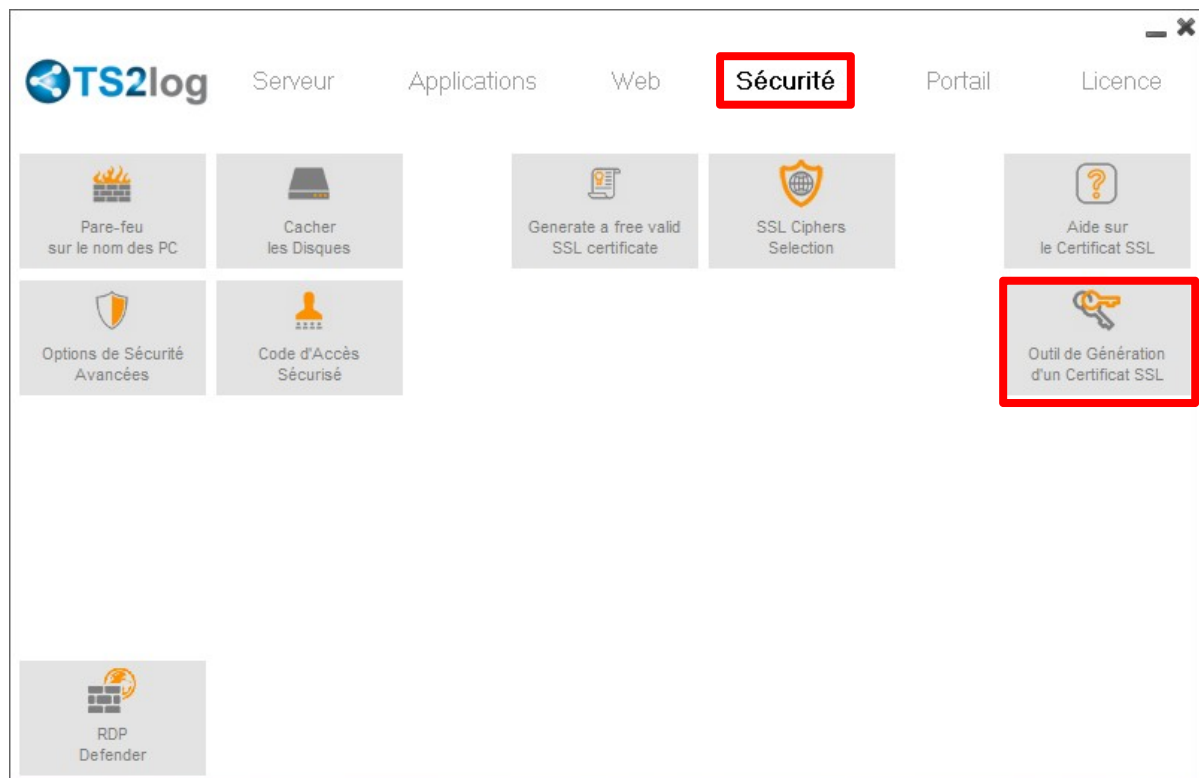 TS2log
Serveur
Applications
Web
Sécurité
Portail
Licence
Pare-feu
sur le nom des PC
Cacher
les Disques
Generate a free valid
SSL certificate
SSL Ciphers
Selection
Aide sur
le Certificat SSL
Options de Sécurité
Avancées
Code d'Accès
Sécurisé
Outil de Génération
d'un Certificat SSL
RDP
Defender